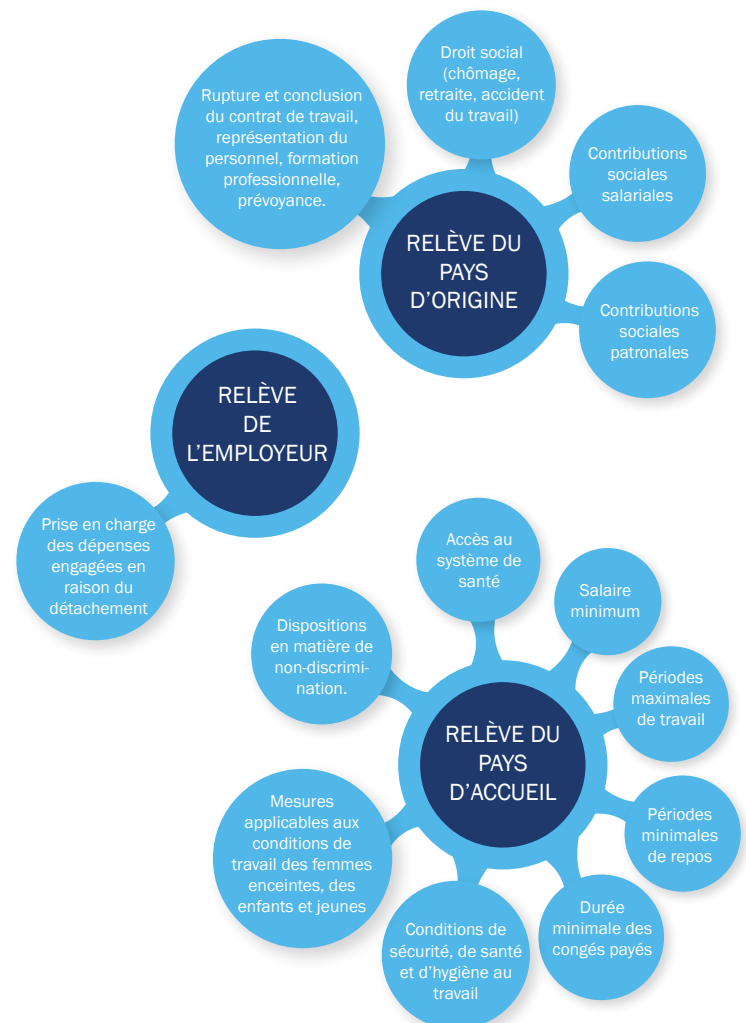 Droit social
(chômage,
retraite, accident
du travail)
Rupture et conclusion
du contrat de travail,
représentation du
personnel, formation
professionnelle,
prévoyance.
Contributions
sociales
salariales
RELÈVE DU
PAYS
D'ORIGINE
Contributions
sociales
patronales
RELÈVE
DE
L'EMPLOYEUR
Prise en charge
des dépenses
engagées en
raison du
détachement
Accès au
système de
santé
Salaire
minimum
Dispositions
en matière de
non-discrimi-
nation.
Périodes
maximales
de travail
RELÈVE DU
PAYS
D'ACCUEIL
Mesures
applicables aux
conditions de
travail des femmes
enceintes, des
enfants et jeunes
Périodes
minimales
de repos
Durée
minimale des
congés payés
Conditions de
sécurité, de santé
et d'hygiène au
travail